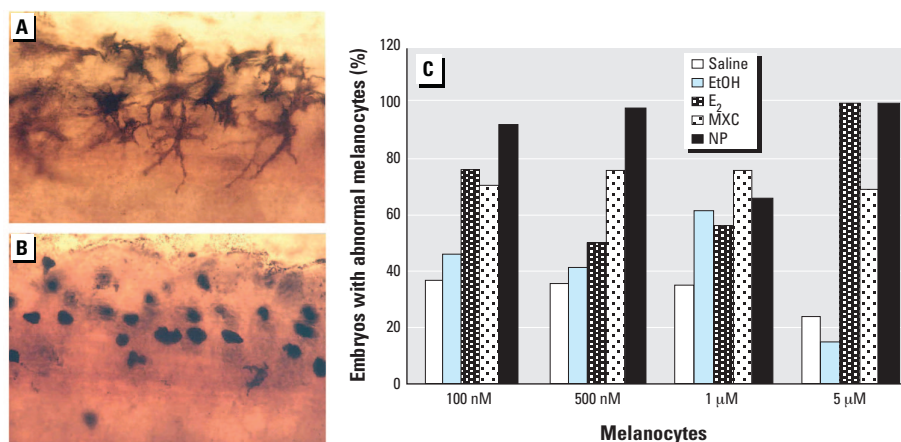 A
B
C
Embryos with abnormal melanocytes (%)
120
100
80
60
40
20
0
Saline
EtOH
E₂
MXC
NP
100 nM
500 nM
1 μM
5 μM
Melanocytes